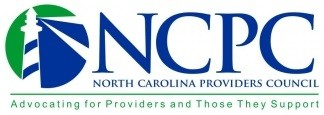 NCPC
NORTH CAROLINA PROVIDERS COUNCIL
Advocating for Providers and Those They Support